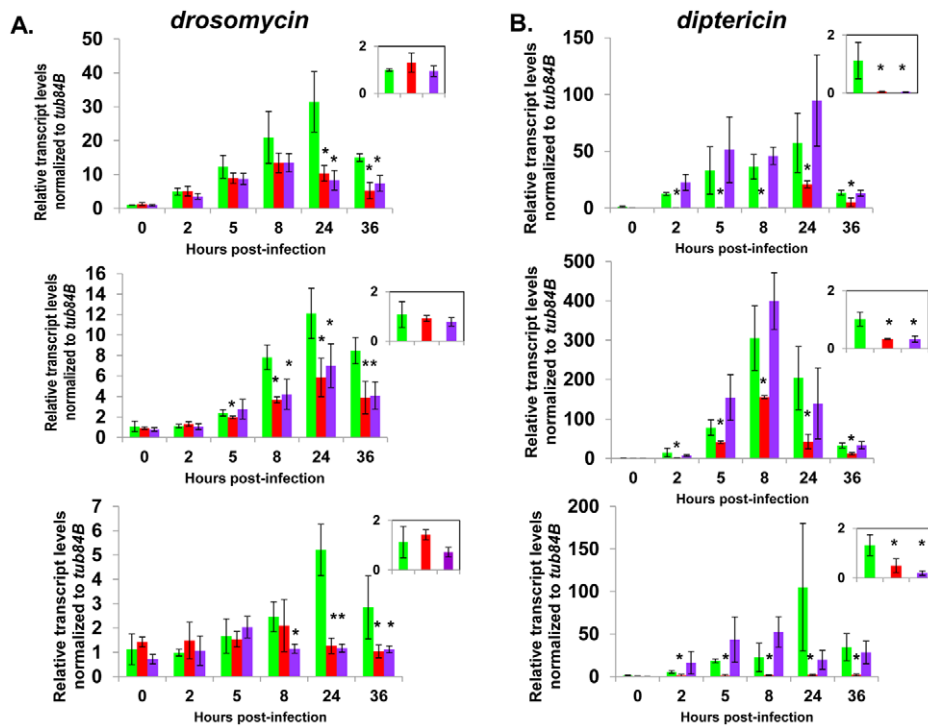 A.
drosomycin
Relative transcript levels
normalized to tub84B
50
40
30
20
10
0
2
0
*
*
*
*
0 2 5 8 24 36
Hours post-infection
Relative transcript levels
normalized to tub84B
16
14
12
10
8
6
4
2
0
2
0
*
*
*
*
*
**
0 2 5 8 24 36
Hours post-infection
Relative transcript levels
normalized to tub84B
7
6
5
4
3
2
1
0
2
0
*
**
*
*
0 2 5 8 24 36
Hours post-infection
B.
diptericin
Relative transcript levels
normalized to tub84B
150
100
50
0
2
0
* *
*
*
*
*
*
0 2 5 8 24 36
Hours post-infection
Relative transcript levels
normalized to tub84B
500
400
300
200
100
0
2
0
* *
*
*
*
*
*
0 2 5 8 24 36
Hours post-infection
Relative transcript levels
normalized to tub84B
200
150
100
50
0
2
0
* *
*
*
*
*
*
0 2 5 8 24 36
Hours post-infection